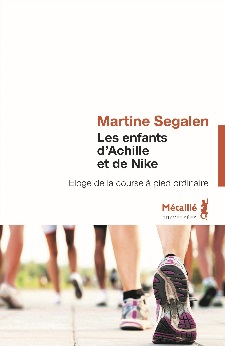 Martine Segalen
Les enfants
d'Achille
et de Nike
Eloge de la course à pied ordinaire
Métailié